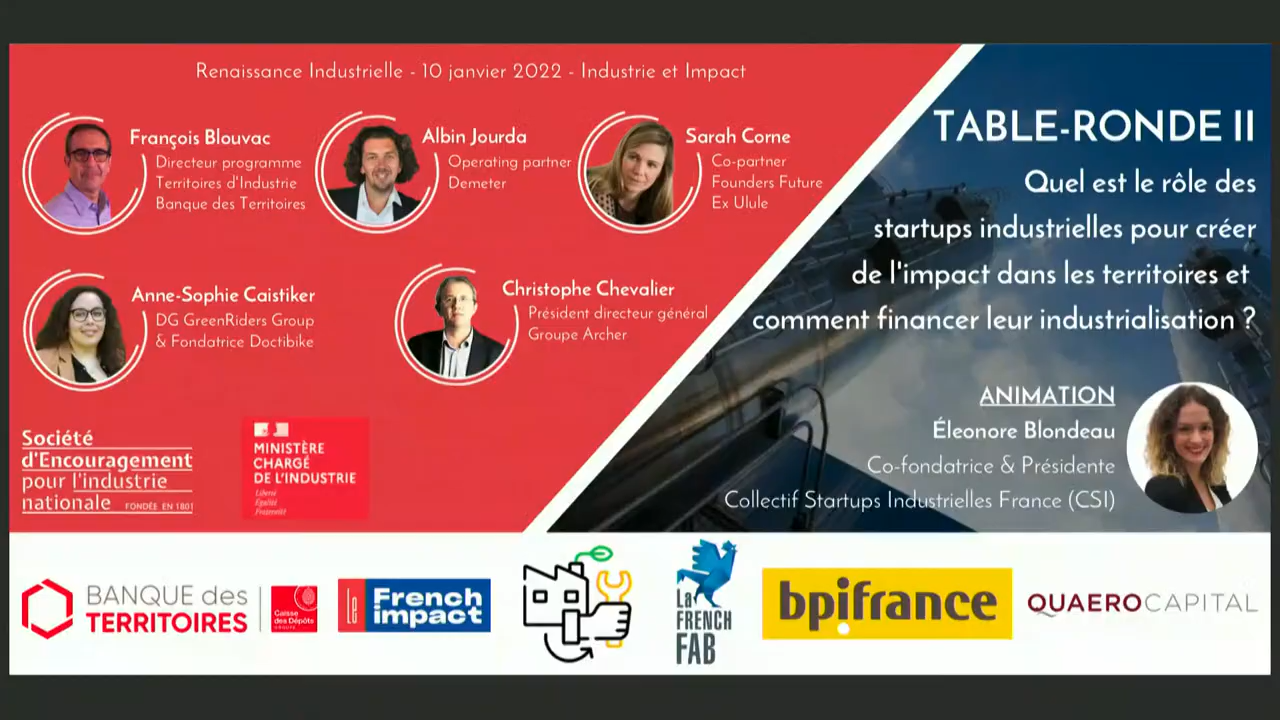 Renaissance Industrielle - 10 janvier 2022 - Industrie et Impact
François Blouvac
Directeur programme
Territoires d'Industrie
Banque des Territoires
Albin Jourda
Operating partner
Demeter
Sarah Corne
Co-partner
Founders Future
Ex Ulule
Anne-Sophie Caistiker
DG GreenRiders Group
& Fondatrice Doctibike
Christophe Chevalier
Président directeur général
Groupe Archer
TABLE-RONDE II
Quel est le rôle des
startups industrielles pour créer
de l'impact dans les territoires et
comment financer leur industrialisation ?
ANIMATION
Éleonore Blondeau
Co-fondatrice & Présidente
Collectif Startups Industrielles France (CSI)
Société
d'Encouragement
pour l'industrie
nationale FONDÉE EN 1801
MINISTÈRE
CHARGÉ
DE L'INDUSTRIE
Liberté
Égalité
Fraternité
BANQUE des
TERRITOIRES
Caisse
des Dépôts
GROUPE
le French
impact
La
FRENCH
FAB
bpifrance
QUAERO CAPITAL